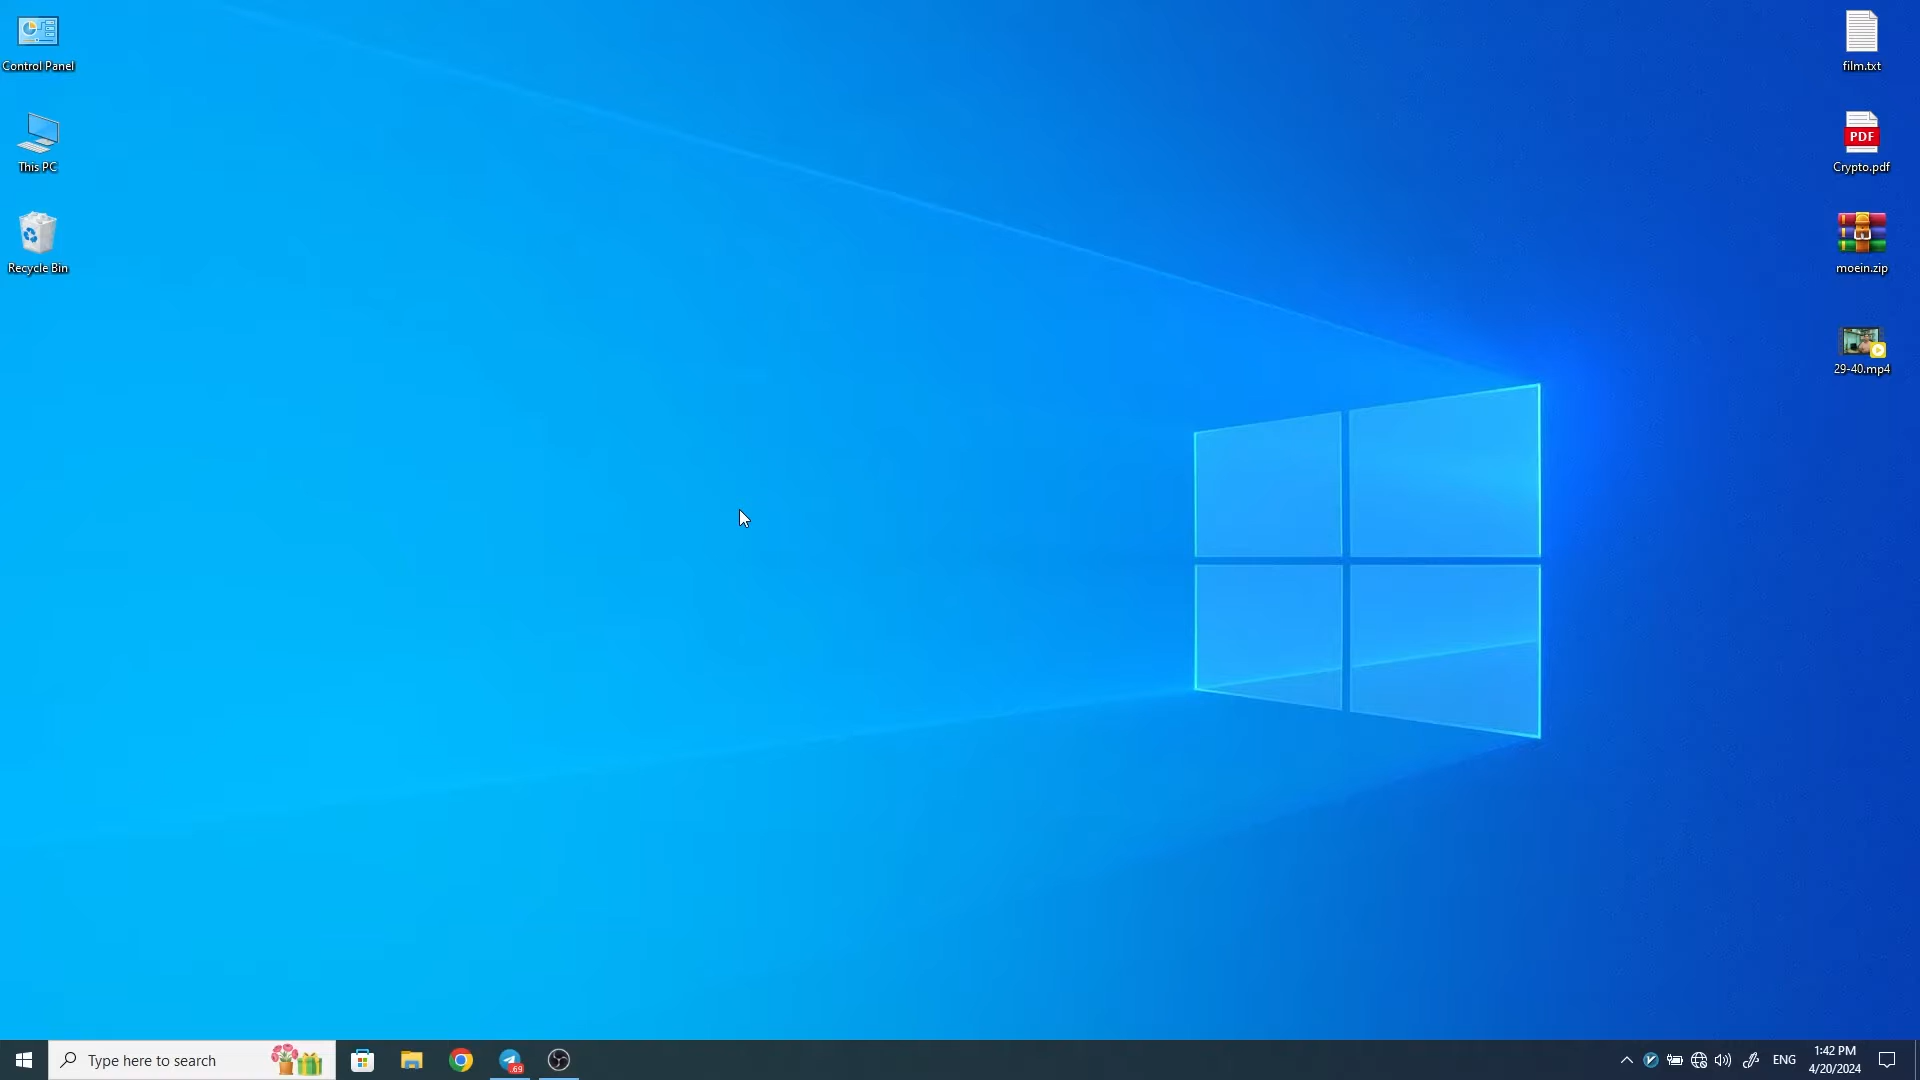 Control Panel
This PC
Recycle Bin
film.txt
PDF
Crypto.pdf
moein.zip
29-40.mp4
Type here to search
.69
ENG
1:42 PM
4/20/2024